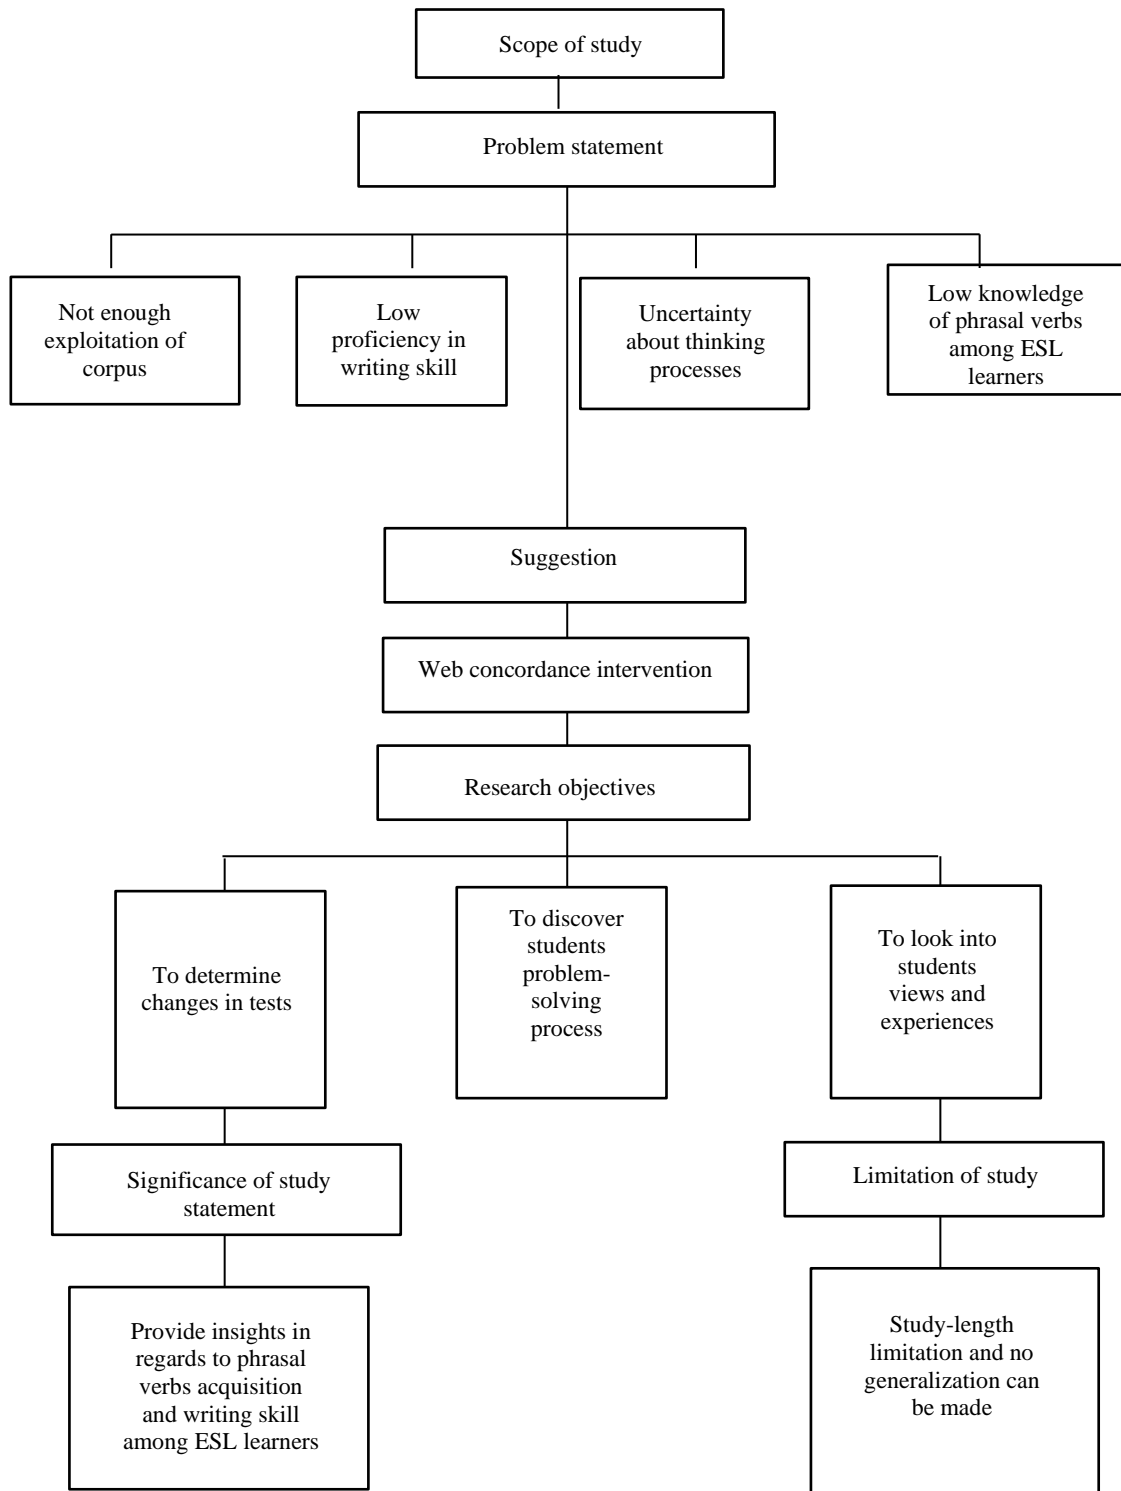 Scope of study
Problem statement
Not enough
exploitation of
corpus
Low
proficiency in
writing skill
Uncertainty
about thinking
processes
Low knowledge
of phrasal verbs
among ESL
learners
Suggestion
Web concordance intervention
Research objectives
To determine
changes in tests
To discover
students
problem-
solving
process
To look into
students
views and
experiences
Significance of study
statement
Limitation of study
Provide insights in
regards to phrasal
verbs acquisition
and writing skill
among ESL learners
Study-length
limitation and no
generalization can
be made